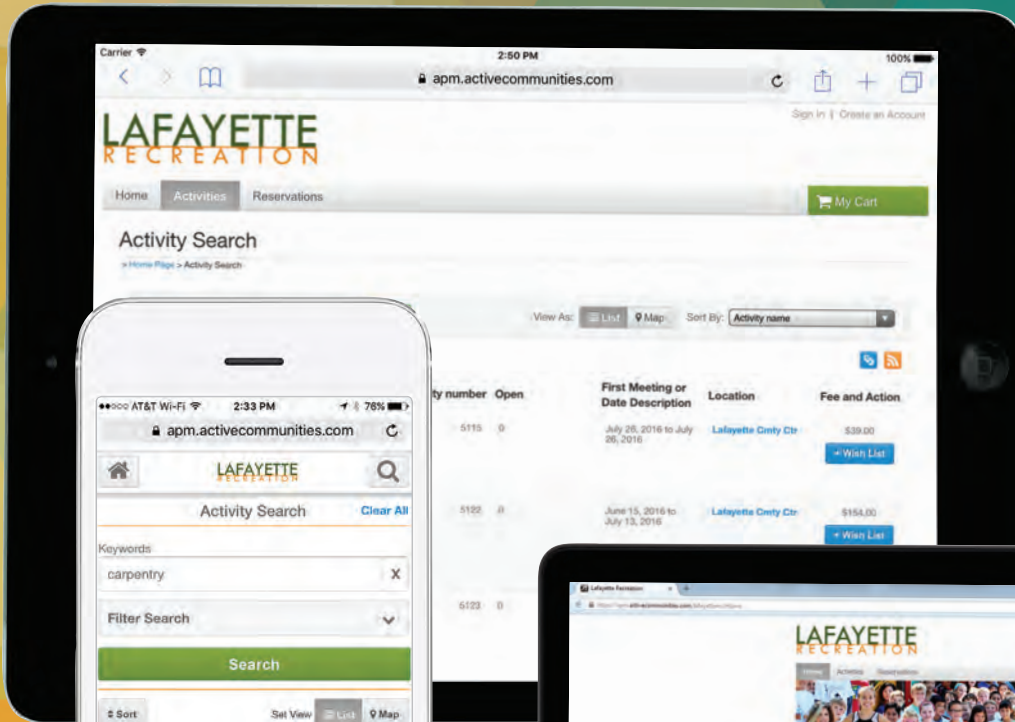 Carrier 2:50 PM 100%
apm.activecommunities.com
Sign In | Create an Account
LAFAYETTE
RECREATION
Home Activities Reservations My Cart
Activity Search
» Home Page > Activity Search
View As: List Map Sort By: Activity name
ty number Open First Meeting or Date Description Location Fee and Action
5115 0 July 26, 2016 to July 26, 2016 Lafayette Cmty Ctr $39.00
+ Wish List
5122 0 June 15, 2016 to July 13, 2016 Lafayette Cmty Ctr $154.00
+ Wish List
5123 0
AT&T Wi-Fi 2:33 PM 76%
apm.activecommunities.com
LAFAYETTE
RECREATION
Activity Search Clear All
Keywords
carpentry X
Filter Search
Search
Sort Set View List Map
Lafayette Recreation
LAFAYETTE
RECREATION
Home Activities Reservations